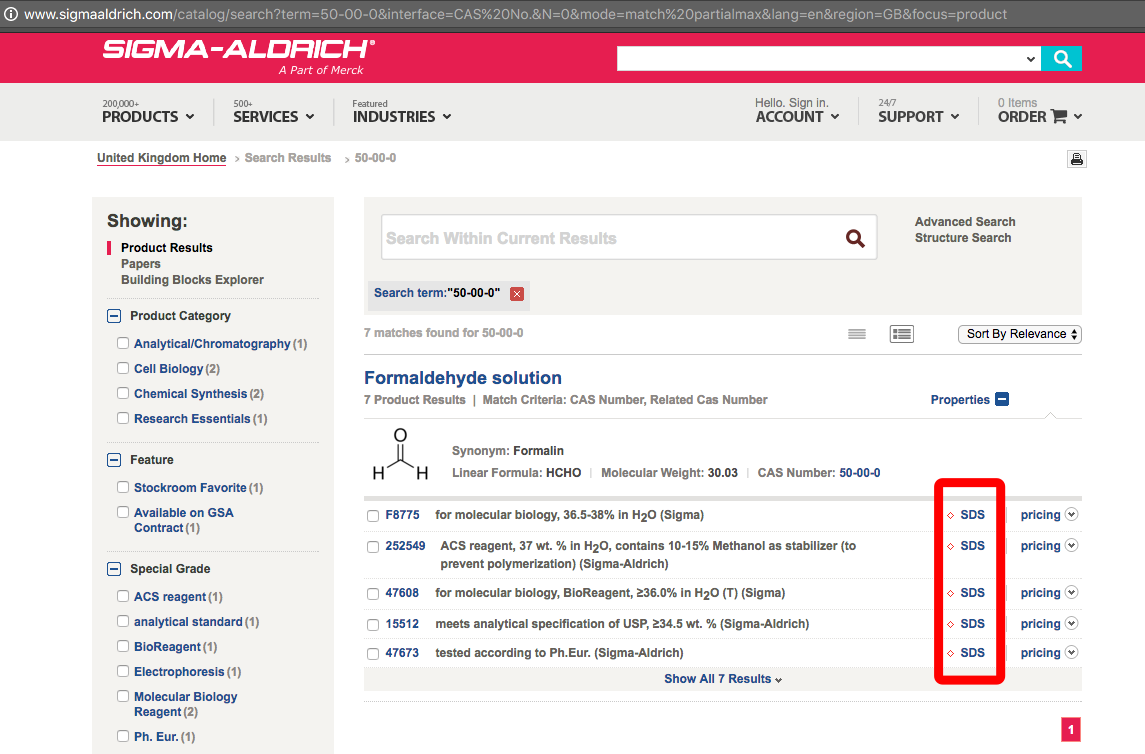 www.sigmaaldrich.com/catalog/search?term=50-00-0&interface=CAS%20No.&N=0&mode=match%20partialmax&lang=en&region=GB&focus=product
SIGMA-ALDRICH®
A Part of Merck
200,000+
PRODUCTS
500+
SERVICES
Featured
INDUSTRIES
Hello. Sign in.
ACCOUNT
24/7
SUPPORT
0 Items
ORDER
United Kingdom Home > Search Results > 50-00-0
Showing:
Product Results
Papers
Building Blocks Explorer
Product Category
Analytical/Chromatography (1)
Cell Biology (2)
Chemical Synthesis (2)
Research Essentials (1)
Feature
Stockroom Favorite (1)
Available on GSA
Contract (1)
Special Grade
ACS reagent (1)
analytical standard (1)
BioReagent (1)
Electrophoresis (1)
Molecular Biology
Reagent (2)
Ph. Eur. (1)
Search Within Current Results
Advanced Search
Structure Search
Search term:"50-00-0"
7 matches found for 50-00-0
Sort By Relevance
Formaldehyde solution
7 Product Results | Match Criteria: CAS Number, Related Cas Number
Properties
O
H H
Synonym: Formalin
Linear Formula: HCHO | Molecular Weight: 30.03 | CAS Number: 50-00-0
F8775 for molecular biology, 36.5-38% in H2O (Sigma) SDS pricing
252549 ACS reagent, 37 wt. % in H2O, contains 10-15% Methanol as stabilizer (to SDS pricing
prevent polymerization) (Sigma-Aldrich)
47608 for molecular biology, BioReagent, ≥36.0% in H2O (T) (Sigma) SDS pricing
15512 meets analytical specification of USP, ≥34.5 wt. % (Sigma-Aldrich) SDS pricing
47673 tested according to Ph.Eur. (Sigma-Aldrich) SDS pricing
Show All 7 Results
1